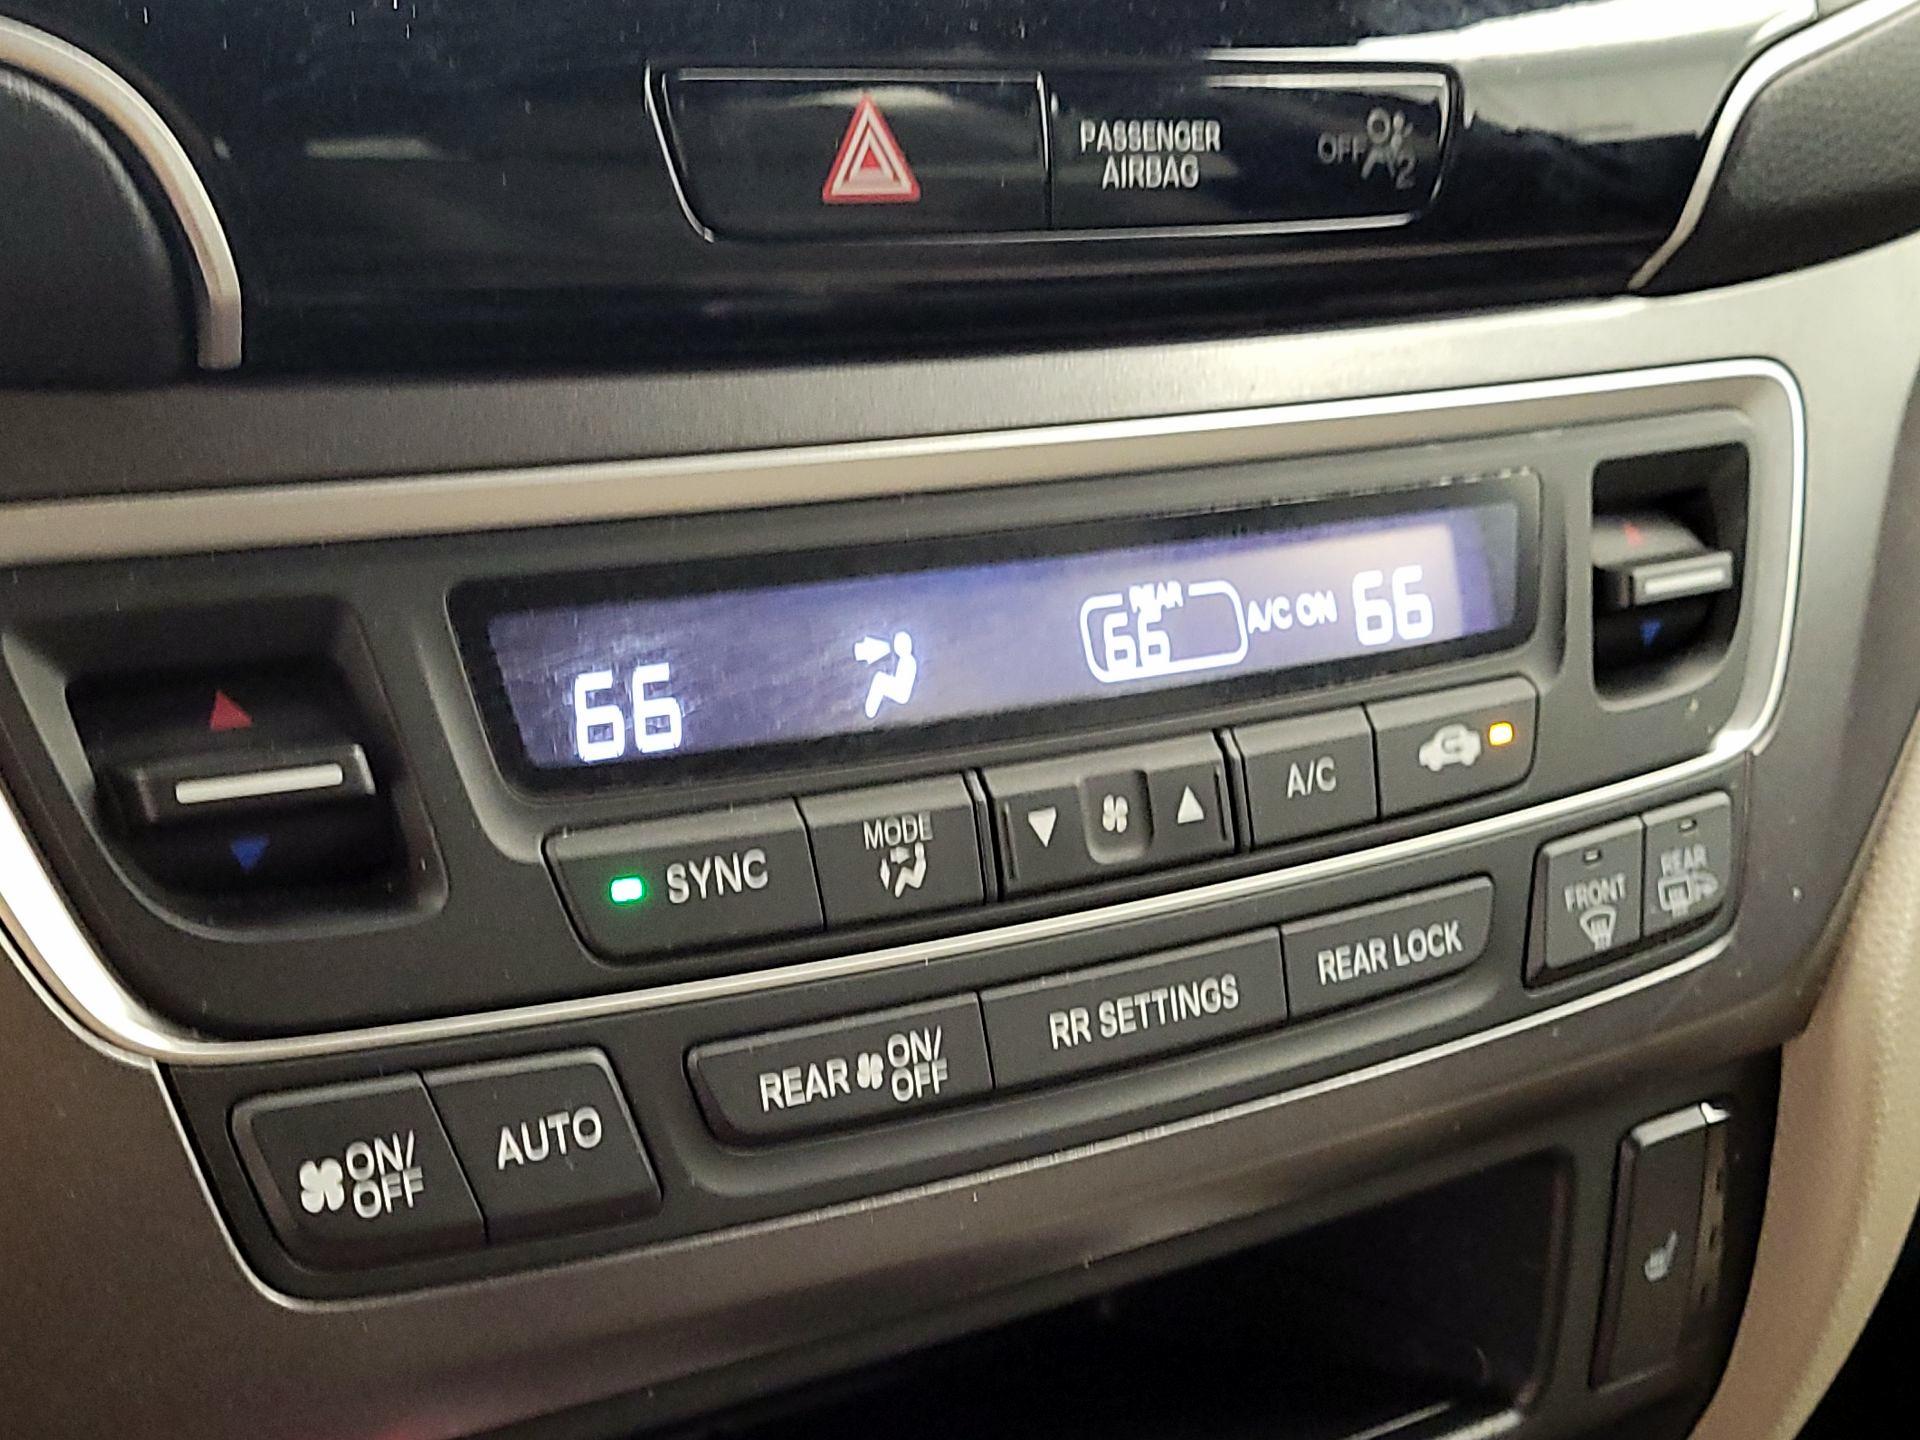 PASSENGER
AIRBAG
OFF
2
66
REAR
66
A/C ON
66
SYNC
MODE
A/C
FRONT
REAR
ON/
OFF
AUTO
REAR
ON/
OFF
RR SETTINGS
REAR LOCK